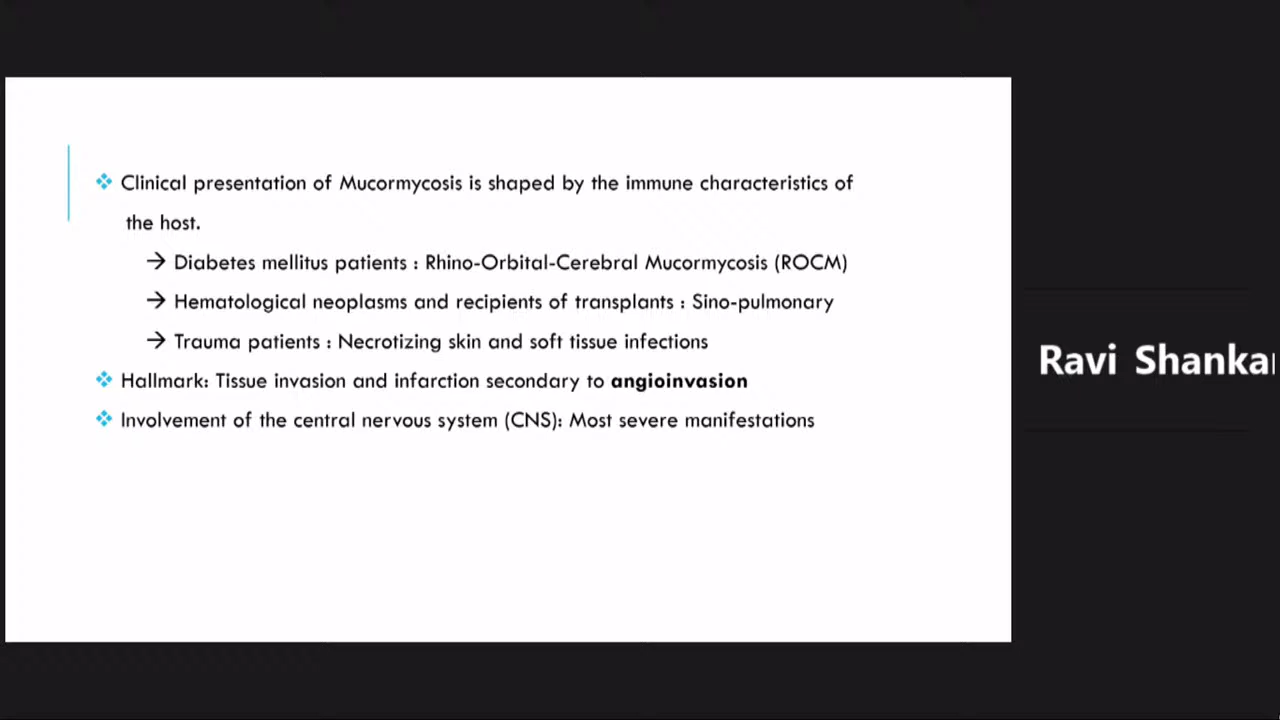 Clinical presentation of Mucormycosis is shaped by the immune characteristics of
the host.
→ Diabetes mellitus patients : Rhino-Orbital-Cerebral Mucormycosis (ROCM)
→ Hematological neoplasms and recipients of transplants : Sino-pulmonary
→ Trauma patients : Necrotizing skin and soft tissue infections
Hallmark: Tissue invasion and infarction secondary to angioinvasion
Involvement of the central nervous system (CNS): Most severe manifestations
Ravi Shankar